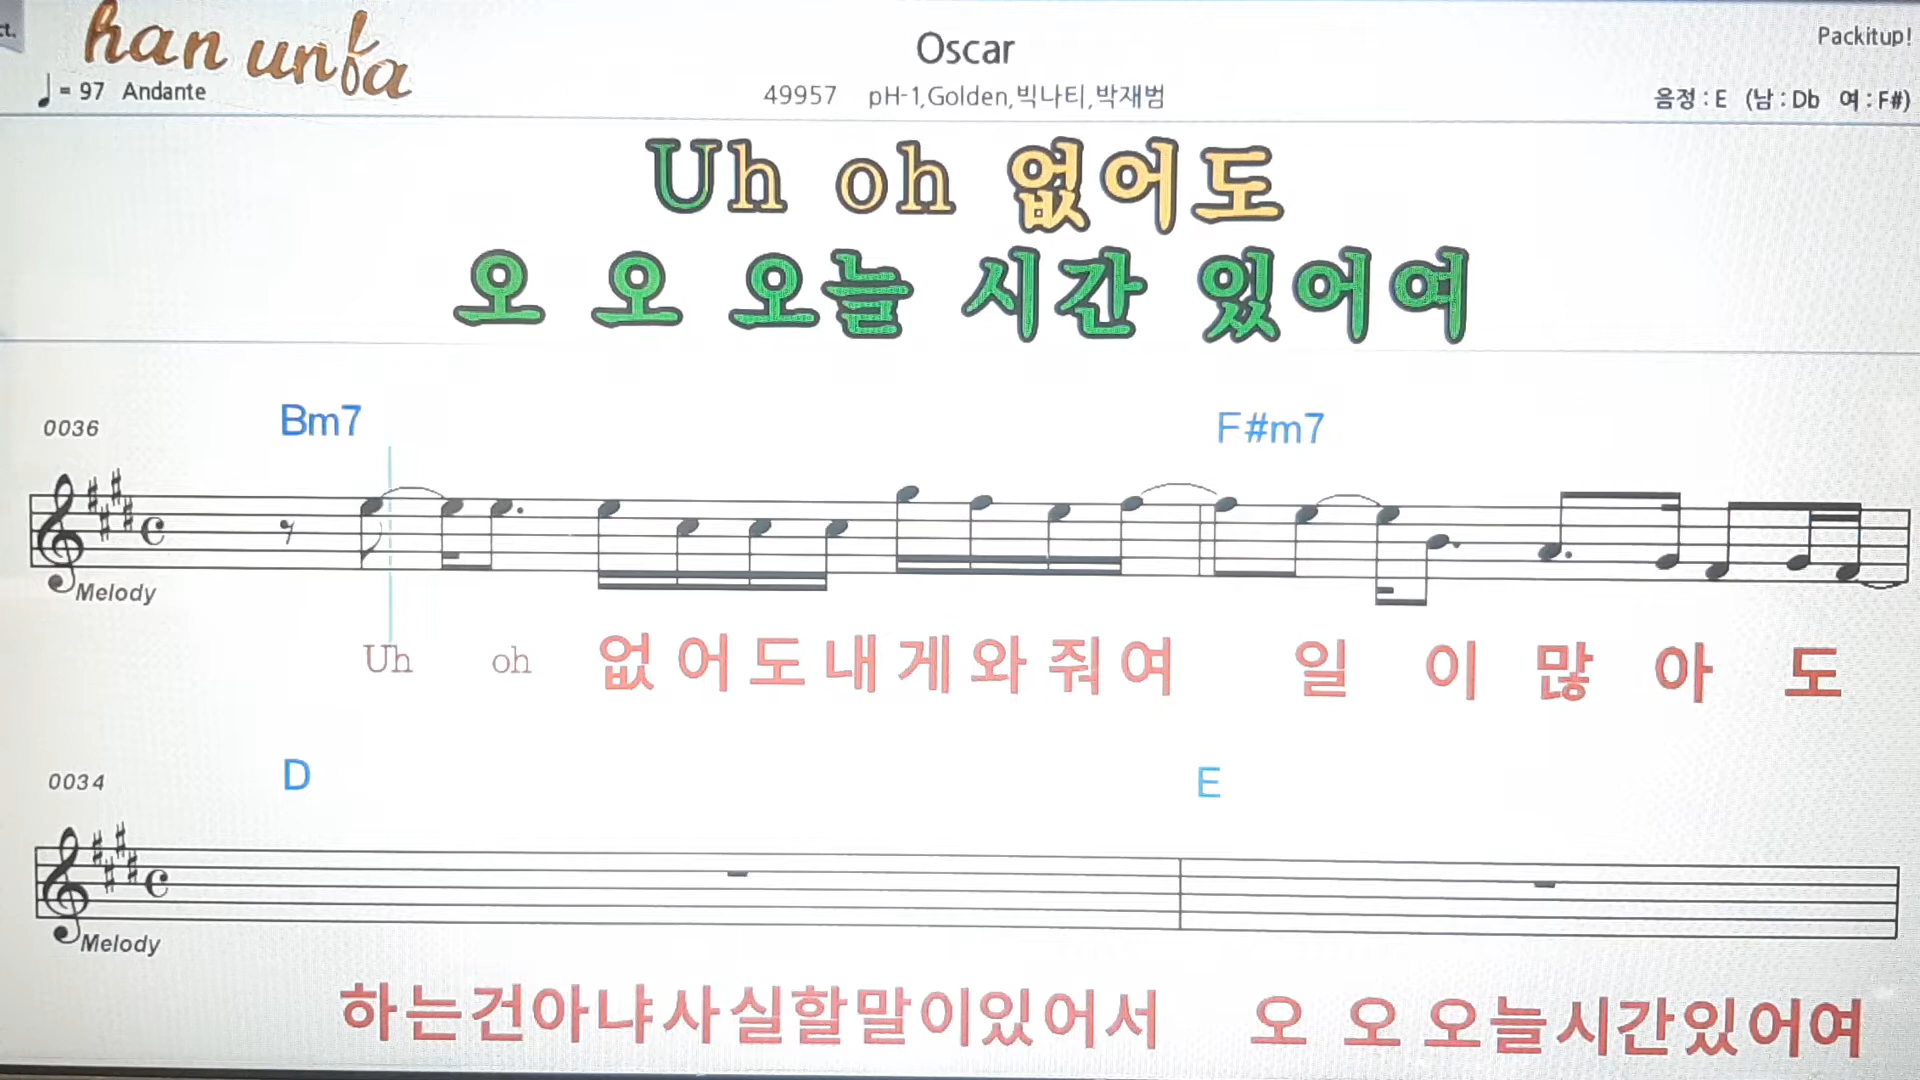 ct.
han unba
Oscar
Packitup!
= 97 Andante
49957 pH-1,Golden,빅나티,박재범
음정 : E (남 : Db 여 : F#)
Uh oh 없어도
오 오 오늘 시간 있어여
0036
Bm7
F#m7
Melody
Uh oh 없어도내게와줘여 일이많아도
0034
D
E
Melody
하는건아냐사실할말이있어서 오 오 오늘시간있어여